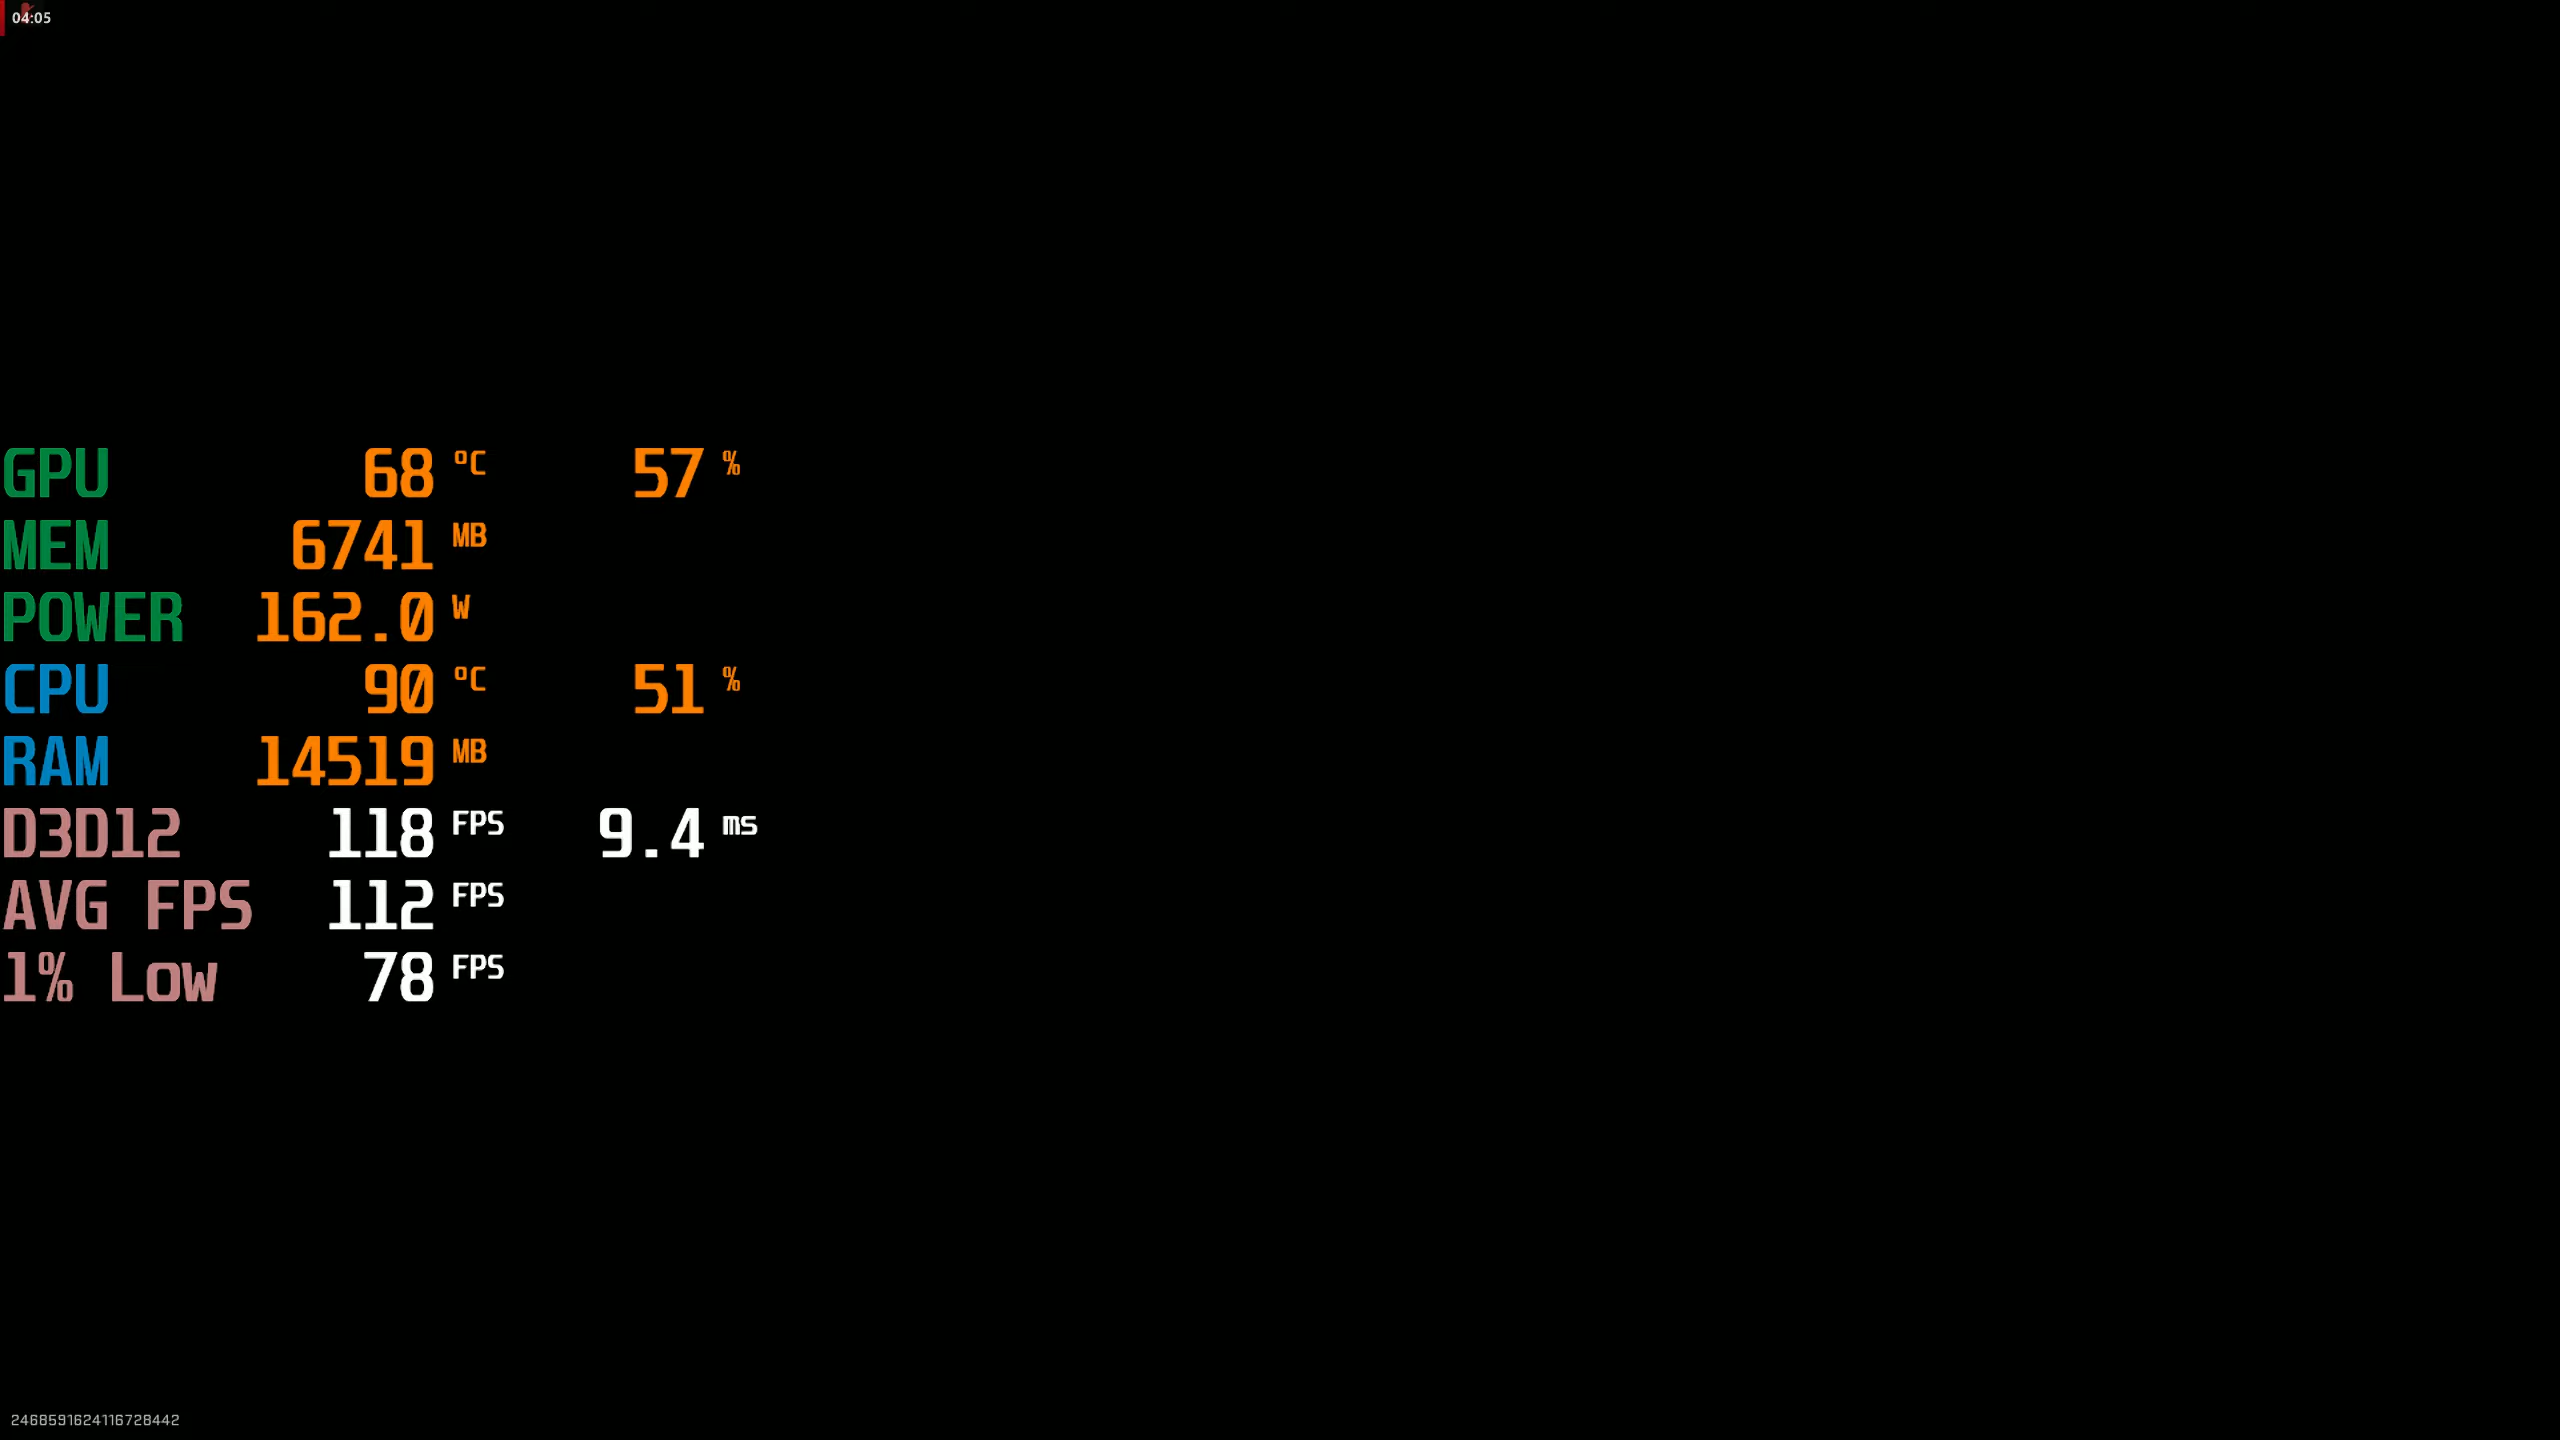 04:05
GPU 68 °C 57 %
MEM 6741 MB
POWER 162.0 W
CPU 90 °C 51 %
RAM 14519 MB
D3D12 118 FPS 9.4 ms
AVG FPS 112 FPS
1% Low 78 FPS
2468591624116728442